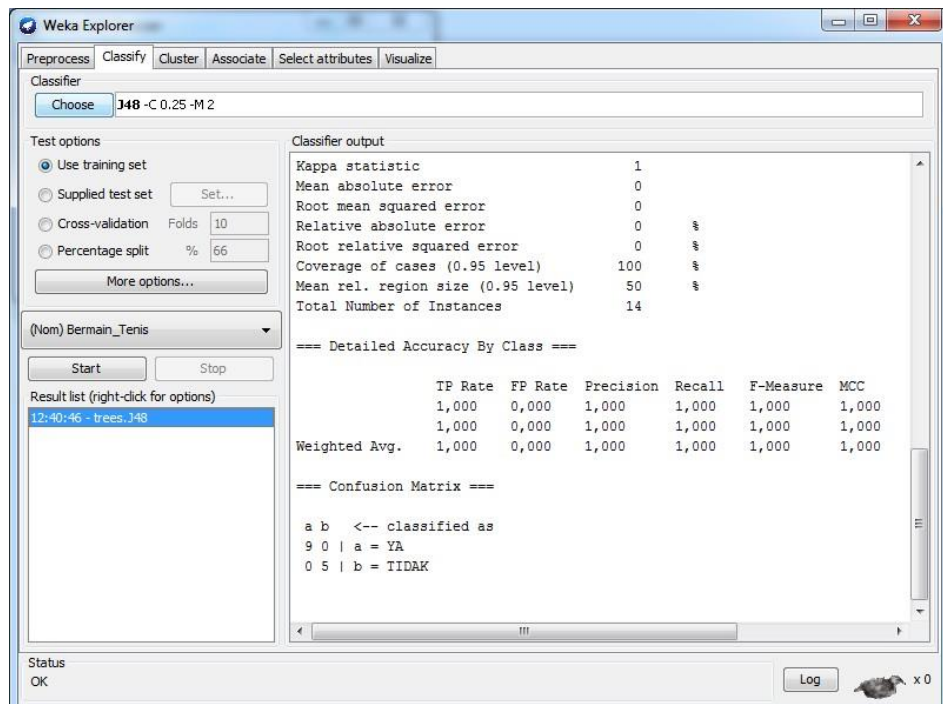 Weka Explorer
Preprocess Classify Cluster Associate Select attributes Visualize
Classifier
Choose J48 -C 0.25 -M 2
Test options
Use training set
Supplied test set Set...
Cross-validation Folds 10
Percentage split % 66
More options...
(Nom) Bermain_Tenis
Start Stop
Result list (right-click for options)
12:40:46 - trees.J48
Classifier output
Kappa statistic 1
Mean absolute error 0
Root mean squared error 0
Relative absolute error 0 %
Root relative squared error 0 %
Coverage of cases (0.95 level) 100 %
Mean rel. region size (0.95 level) 50 %
Total Number of Instances 14
=== Detailed Accuracy By Class ===
TP Rate FP Rate Precision Recall F-Measure MCC
1,000 0,000 1,000 1,000 1,000 1,000
1,000 0,000 1,000 1,000 1,000 1,000
Weighted Avg. 1,000 0,000 1,000 1,000 1,000 1,000
=== Confusion Matrix ===
a b <-- classified as
9 0 | a = YA
0 5 | b = TIDAK
Status
OK
Log x 0